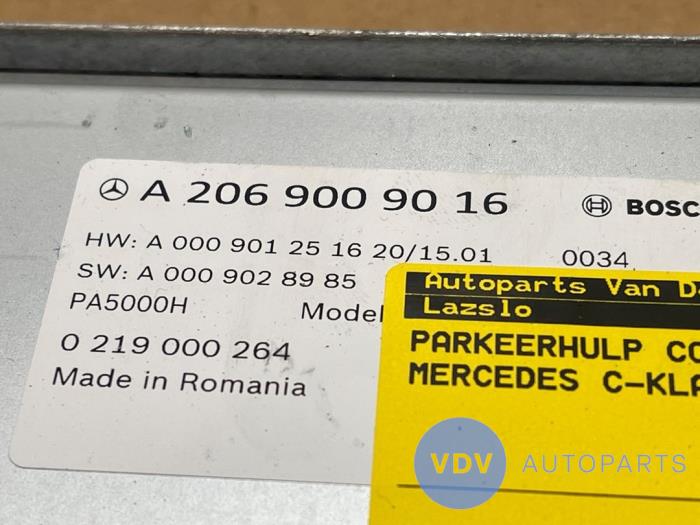 A 206 900 90 16 BOSC
HW: A 000 901 25 16 20/15.01 0034
SW: A 000 902 89 85
PA5000H Model
0 219 000 264
Made in Romania
Autoparts Van D
Lazslo
PARKEERHULP CO
MERCEDES C-KLA
VDV AUTOPARTS